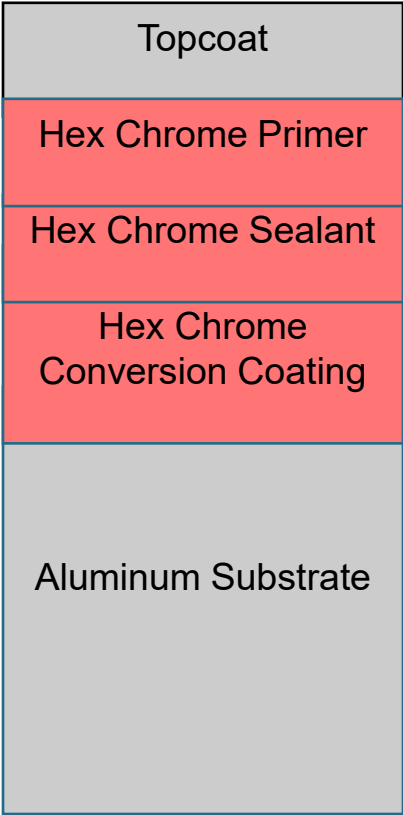 Topcoat
Hex Chrome Primer
Hex Chrome Sealant
Hex Chrome
Conversion Coating
Aluminum Substrate